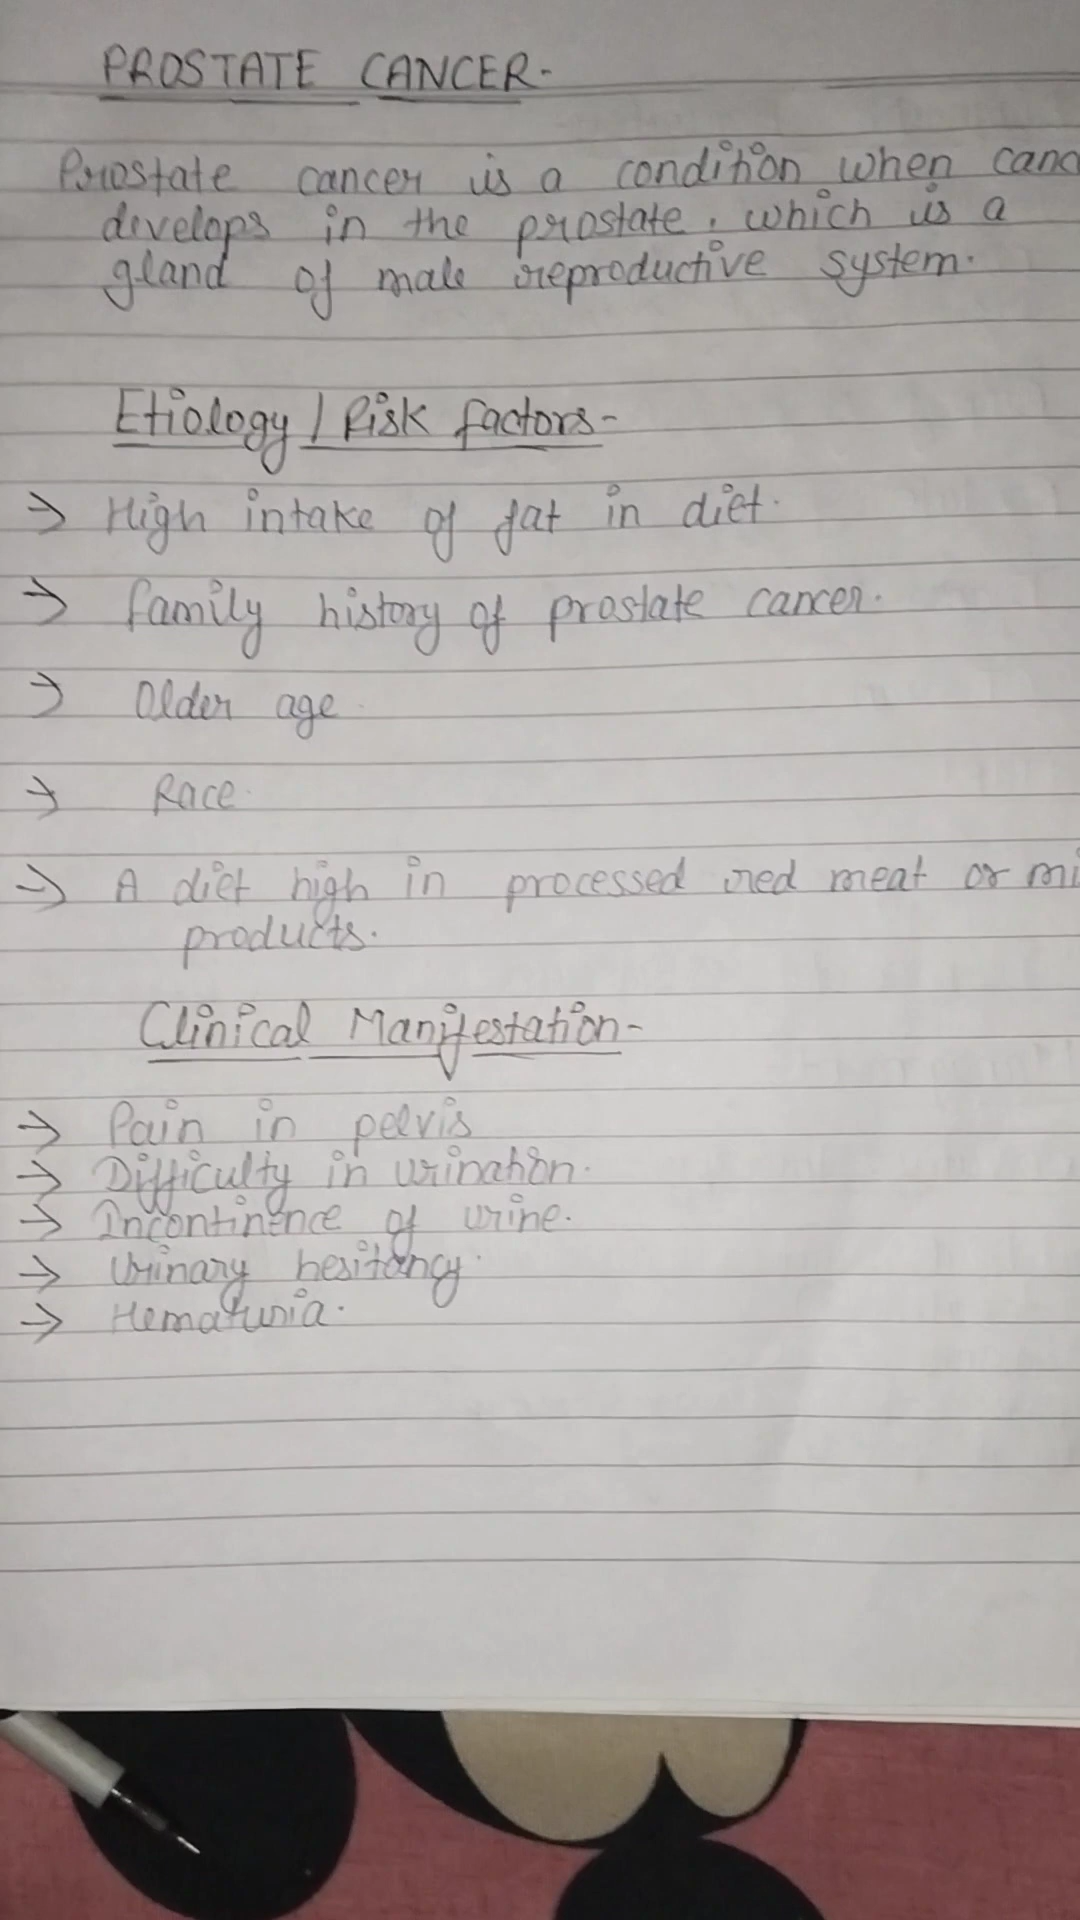 PROSTATE CANCER-
Prostate cancer is a condition when canc
develops in the prostate, which is a
gland of male reproductive system.
Etiology / Risk factors-
→ High intake of fat in diet.
→ family history of prostate cancer.
→ Older age
→ Race.
→ A diet high in processed red meat or mi
products.
Clinical Manifestation-
→ Pain in pelvis
→ Difficulty in urination.
→ Incontinence of urine.
→ Urinary hesitancy.
→ Hematuria.